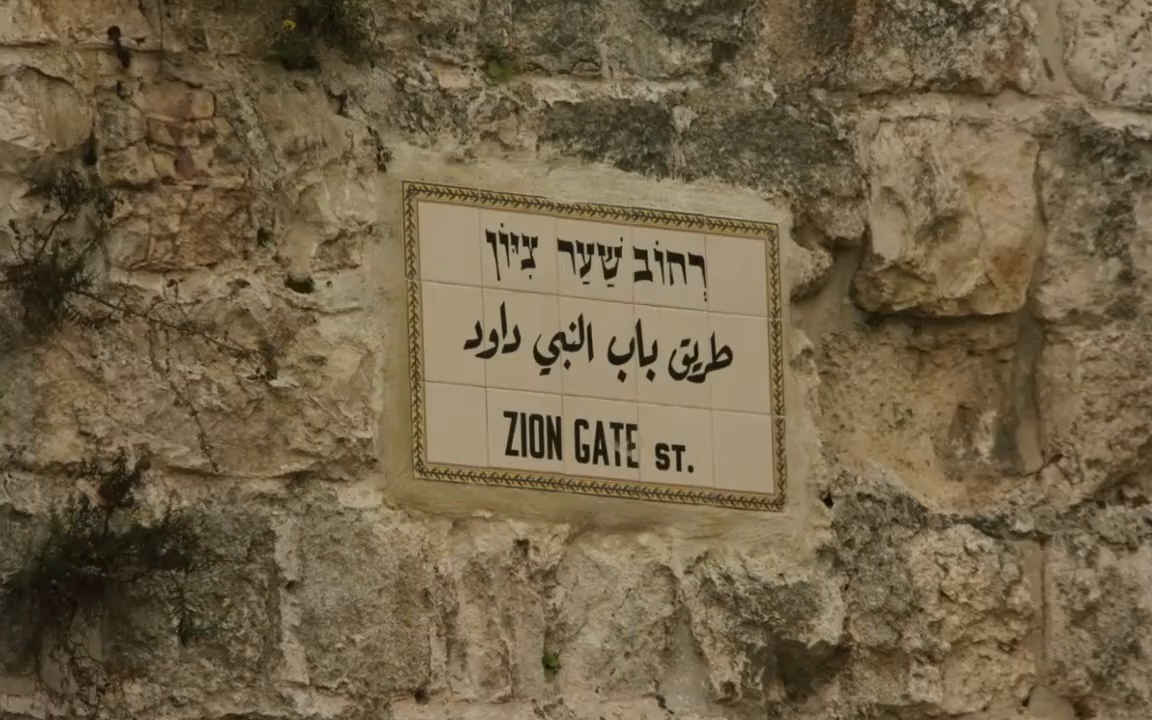 רְחוֹב שַׁעַר צִיּוֹן
طريق باب النبي داود
ZION GATE ST.